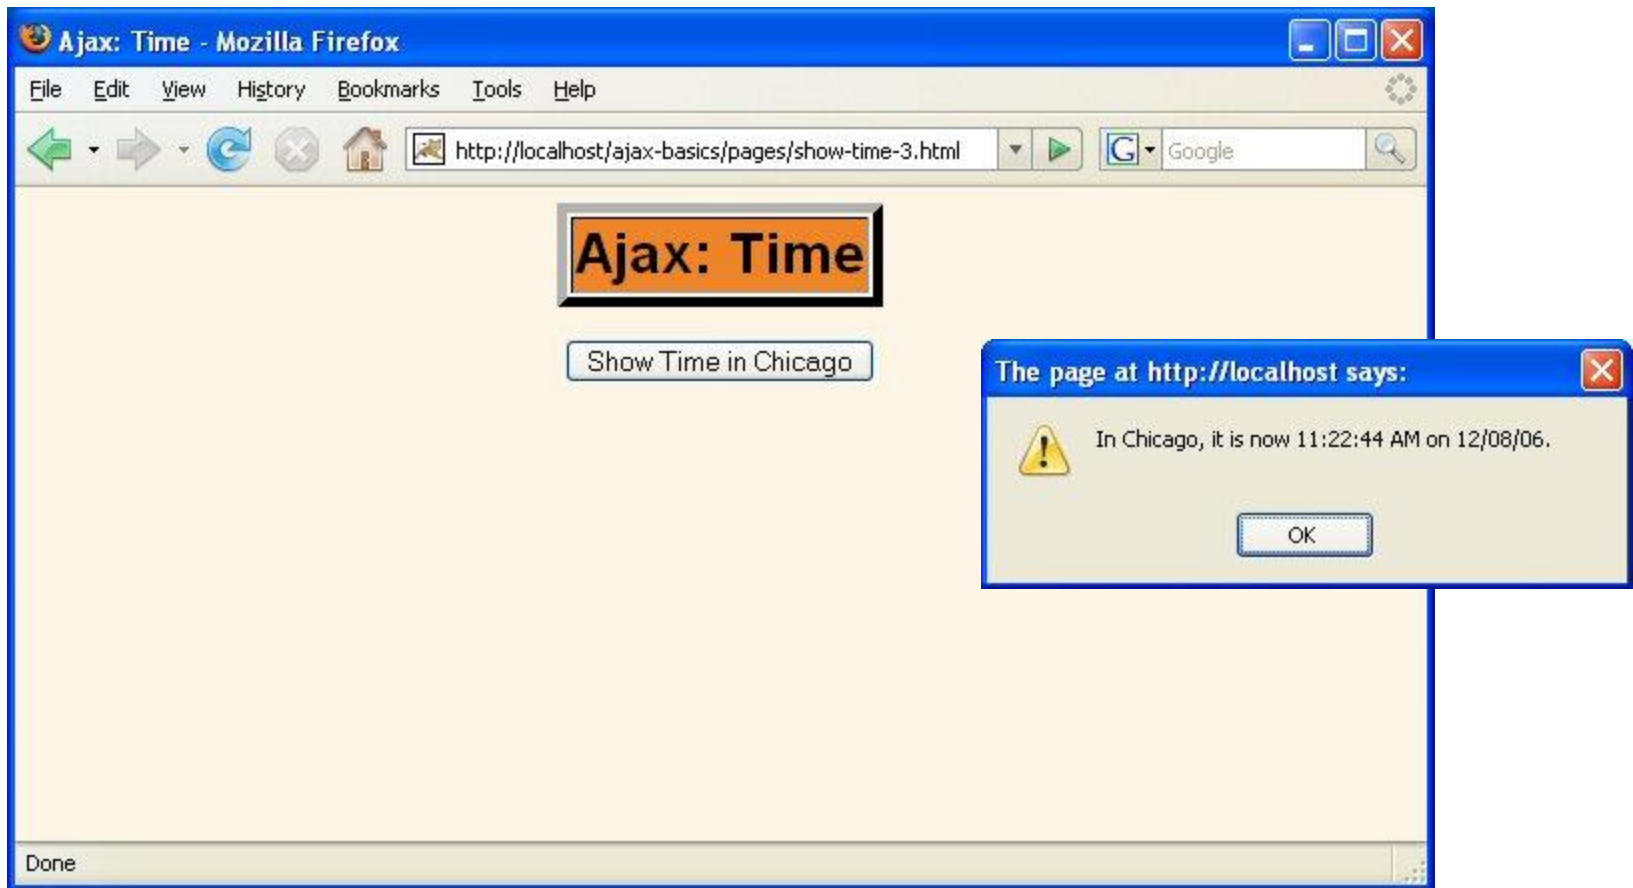 Ajax: Time - Mozilla Firefox
File Edit View History Bookmarks Tools Help
http://localhost/ajax-basics/pages/show-time-3.html G Google
Ajax: Time
Show Time in Chicago
The page at http://localhost says:
In Chicago, it is now 11:22:44 AM on 12/08/06.
OK
Done